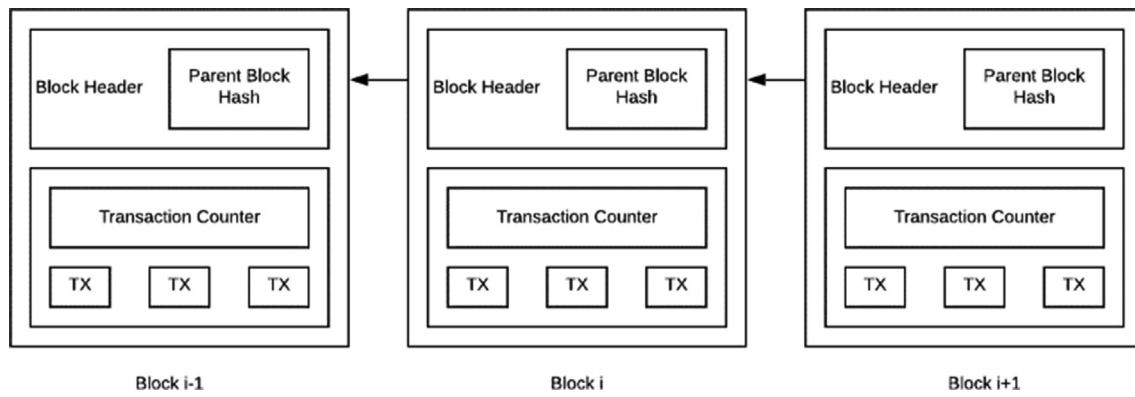 Block Header
Parent Block
Hash
Transaction Counter
TX
TX
TX
Block i-1
Block Header
Parent Block
Hash
Transaction Counter
TX
TX
TX
Block i
Block Header
Parent Block
Hash
Transaction Counter
TX
TX
TX
Block i+1